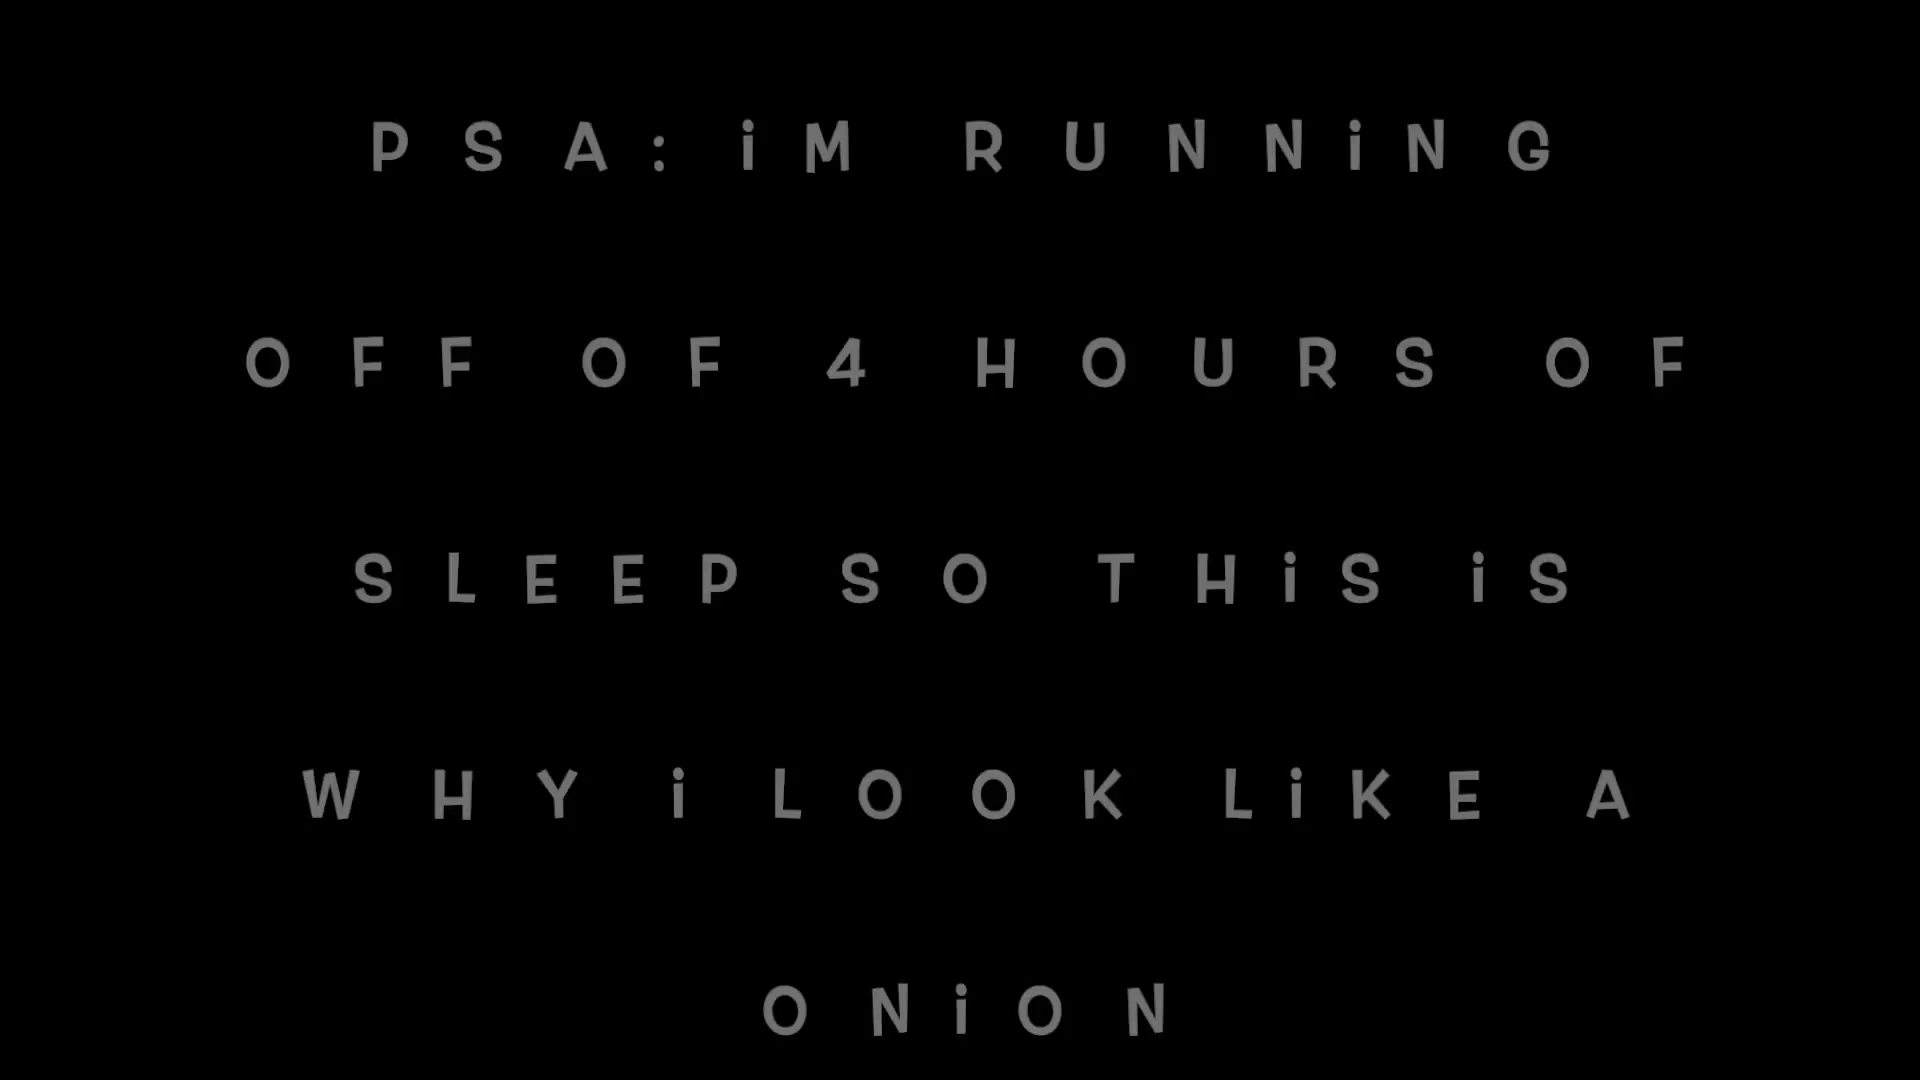 PSA: iM RUNNiNG
OFF OF 4 HOURS OF
SLEEP SO THiS iS
WHY i LOOK LiKE A
ONiON